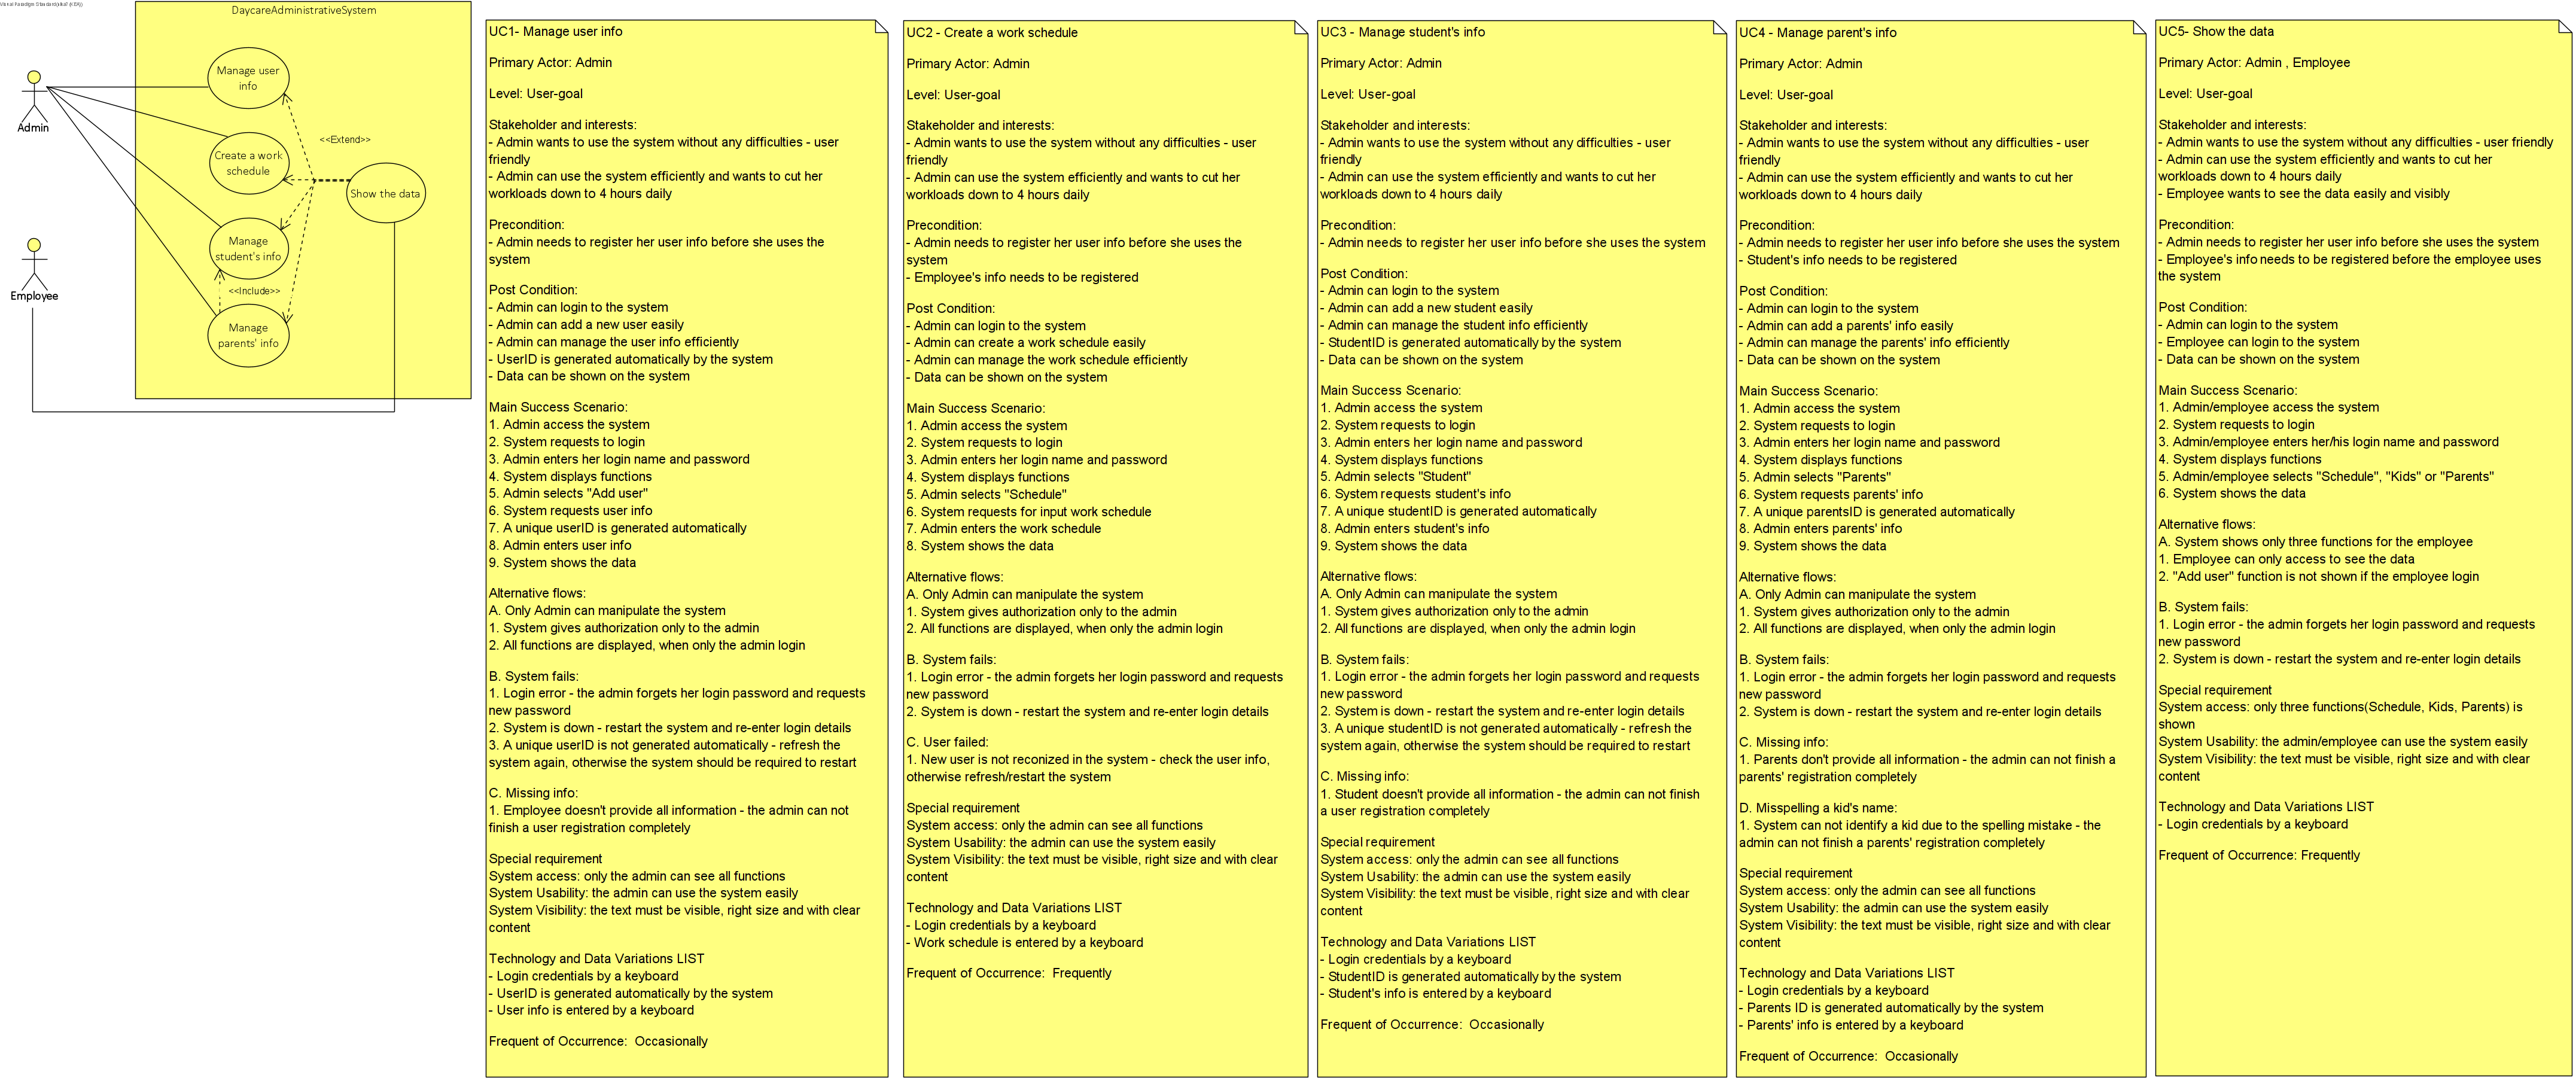 Visual Paradigm Standard(vikki7 (KEA))
DaycareAdministrativeSystem
Manage user
info
Admin
<<Extend>>
Create a work
schedule
Show the data
Manage
student's info
Employee
<<Include>>
Manage
parents' info
UC1- Manage user info
Primary Actor: Admin
Level: User-goal
Stakeholder and interests:
- Admin wants to use the system without any difficulties - user
friendly
- Admin can use the system efficiently and wants to cut her
workloads down to 4 hours daily
Precondition:
- Admin needs to register her user info before she uses the
system
Post Condition:
- Admin can login to the system
- Admin can add a new user easily
- Admin can manage the user info efficiently
- UserID is generated automatically by the system
- Data can be shown on the system
Main Success Scenario:
1. Admin access the system
2. System requests to login
3. Admin enters her login name and password
4. System displays functions
5. Admin selects "Add user"
6. System requests user info
7. A unique userID is generated automatically
8. Admin enters user info
9. System shows the data
Alternative flows:
A. Only Admin can manipulate the system
1. System gives authorization only to the admin
2. All functions are displayed, when only the admin login
B. System fails:
1. Login error - the admin forgets her login password and requests
new password
2. System is down - restart the system and re-enter login details
3. A unique userID is not generated automatically - refresh the
system again, otherwise the system should be required to restart
C. Missing info:
1. Employee doesn't provide all information - the admin can not
finish a user registration completely
Special requirement
System access: only the admin can see all functions
System Usability: the admin can use the system easily
System Visibility: the text must be visible, right size and with clear
content
Technology and Data Variations LIST
- Login credentials by a keyboard
- UserID is generated automatically by the system
- User info is entered by a keyboard
Frequent of Occurrence:  Occasionally
UC2 - Create a work schedule
Primary Actor: Admin
Level: User-goal
Stakeholder and interests:
- Admin wants to use the system without any difficulties - user
friendly
- Admin can use the system efficiently and wants to cut her
workloads down to 4 hours daily
Precondition:
- Admin needs to register her user info before she uses the
system
- Employee's info needs to be registered
Post Condition:
- Admin can login to the system
- Admin can create a work schedule easily
- Admin can manage the work schedule efficiently
- Data can be shown on the system
Main Success Scenario:
1. Admin access the system
2. System requests to login
3. Admin enters her login name and password
4. System displays functions
5. Admin selects "Schedule"
6. System requests for input work schedule
7. Admin enters the work schedule
8. System shows the data
Alternative flows:
A. Only Admin can manipulate the system
1. System gives authorization only to the admin
2. All functions are displayed, when only the admin login
B. System fails:
1. Login error - the admin forgets her login password and requests
new password
2. System is down - restart the system and re-enter login details
C. User failed:
1. New user is not reconized in the system - check the user info,
otherwise refresh/restart the system
Special requirement
System access: only the admin can see all functions
System Usability: the admin can use the system easily
System Visibility: the text must be visible, right size and with clear
content
Technology and Data Variations LIST
- Login credentials by a keyboard
- Work schedule is entered by a keyboard
Frequent of Occurrence:  Frequently
UC3 - Manage student's info
Primary Actor: Admin
Level: User-goal
Stakeholder and interests:
- Admin wants to use the system without any difficulties - user
friendly
- Admin can use the system efficiently and wants to cut her
workloads down to 4 hours daily
Precondition:
- Admin needs to register her user info before she uses the system
Post Condition:
- Admin can login to the system
- Admin can add a new student easily
- Admin can manage the student info efficiently
- StudentID is generated automatically by the system
- Data can be shown on the system
Main Success Scenario:
1. Admin access the system
2. System requests to login
3. Admin enters her login name and password
4. System displays functions
5. Admin selects "Student"
6. System requests student's info
7. A unique studentID is generated automatically
8. Admin enters student's info
9. System shows the data
Alternative flows:
A. Only Admin can manipulate the system
1. System gives authorization only to the admin
2. All functions are displayed, when only the admin login
B. System fails:
1. Login error - the admin forgets her login password and requests
new password
2. System is down - restart the system and re-enter login details
3. A unique studentID is not generated automatically - refresh the
system again, otherwise the system should be required to restart
C. Missing info:
1. Student doesn't provide all information - the admin can not finish
a user registration completely
Special requirement
System access: only the admin can see all functions
System Usability: the admin can use the system easily
System Visibility: the text must be visible, right size and with clear
content
Technology and Data Variations LIST
- Login credentials by a keyboard
- StudentID is generated automatically by the system
- Student's info is entered by a keyboard
Frequent of Occurrence:  Occasionally
UC4 - Manage parent's info
Primary Actor: Admin
Level: User-goal
Stakeholder and interests:
- Admin wants to use the system without any difficulties - user
friendly
- Admin can use the system efficiently and wants to cut her
workloads down to 4 hours daily
Precondition:
- Admin needs to register her user info before she uses the system
- Student's info needs to be registered
Post Condition:
- Admin can login to the system
- Admin can add a parents' info easily
- Admin can manage the parents' info efficiently
- Data can be shown on the system
Main Success Scenario:
1. Admin access the system
2. System requests to login
3. Admin enters her login name and password
4. System displays functions
5. Admin selects "Parents"
6. System requests parents' info
7. A unique parentsID is generated automatically
8. Admin enters parents' info
9. System shows the data
Alternative flows:
A. Only Admin can manipulate the system
1. System gives authorization only to the admin
2. All functions are displayed, when only the admin login
B. System fails:
1. Login error - the admin forgets her login password and requests
new password
2. System is down - restart the system and re-enter login details
C. Missing info:
1. Parents don't provide all information - the admin can not finish a
parents' registration completely
D. Misspelling a kid's name:
1. System can not identify a kid due to the spelling mistake - the
admin can not finish a parents' registration completely
Special requirement
System access: only the admin can see all functions
System Usability: the admin can use the system easily
System Visibility: the text must be visible, right size and with clear
content
Technology and Data Variations LIST
- Login credentials by a keyboard
- Parents ID is generated automatically by the system
- Parents' info is entered by a keyboard
Frequent of Occurrence:  Occasionally
UC5- Show the data
Primary Actor: Admin , Employee
Level: User-goal
Stakeholder and interests:
- Admin wants to use the system without any difficulties - user friendly
- Admin can use the system efficiently and wants to cut her
workloads down to 4 hours daily
- Employee wants to see the data easily and visibly
Precondition:
- Admin needs to register her user info before she uses the system
- Employee's info needs to be registered before the employee uses
the system
Post Condition:
- Admin can login to the system
- Employee can login to the system
- Data can be shown on the system
Main Success Scenario:
1. Admin/employee access the system
2. System requests to login
3. Admin/employee enters her/his login name and password
4. System displays functions
5. Admin/employee selects "Schedule", "Kids" or "Parents"
6. System shows the data
Alternative flows:
A. System shows only three functions for the employee
1. Employee can only access to see the data
2. "Add user" function is not shown if the employee login
B. System fails:
1. Login error - the admin forgets her login password and requests
new password
2. System is down - restart the system and re-enter login details
Special requirement
System access: only three functions(Schedule, Kids, Parents) is
shown
System Usability: the admin/employee can use the system easily
System Visibility: the text must be visible, right size and with clear
content
Technology and Data Variations LIST
- Login credentials by a keyboard
Frequent of Occurrence: Frequently